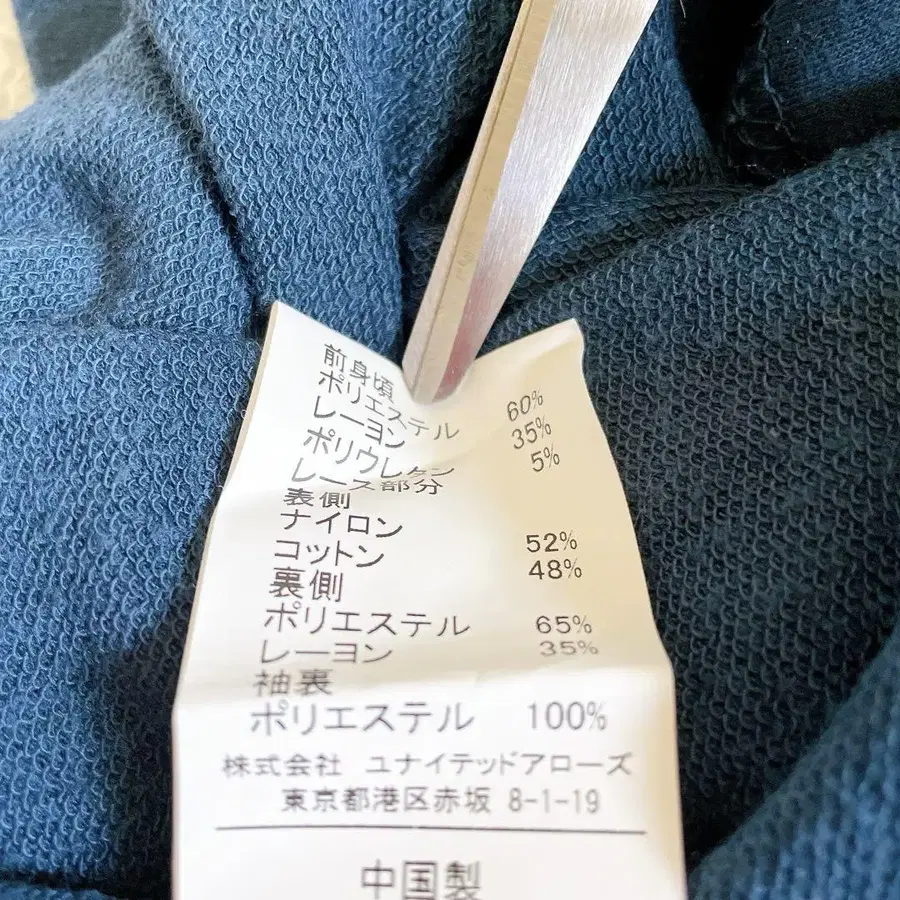 前身頃
ポリエステル 60%
レーヨン 35%
ポリウレタン 5%
レース部分
表側
ナイロン 52%
コットン 48%
裏側
ポリエステル 65%
レーヨン 35%
袖裏
ポリエステル 100%
株式会社 ユナイテッドアローズ
東京都港区赤坂 8-1-19
中国製